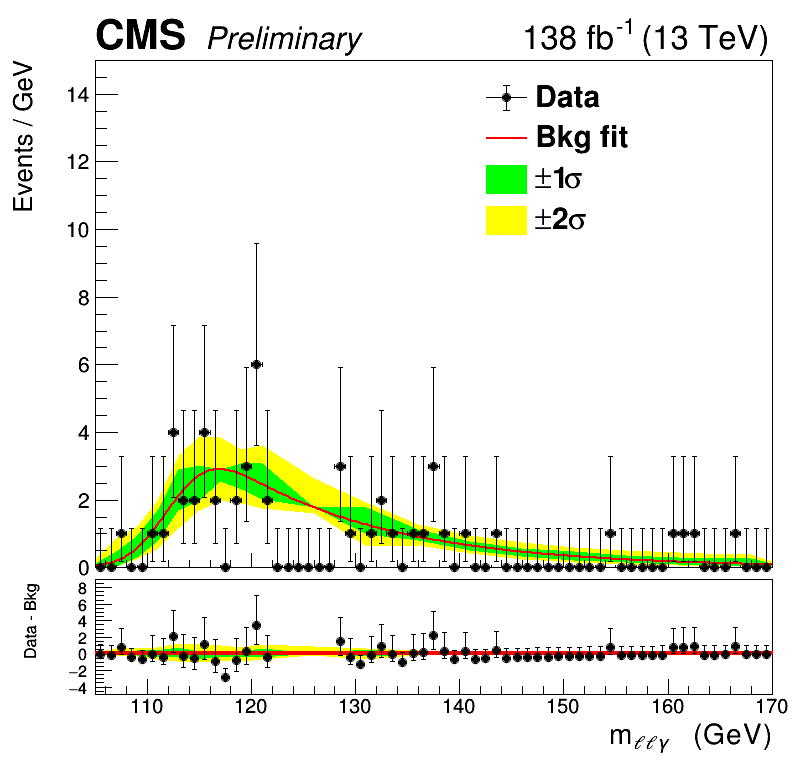 CMS Preliminary 138 fb⁻¹ (13 TeV)
Events / GeV
14
12
10
8
6
4
2
0
Data
Bkg fit
±1σ
±2σ
Data - Bkg
8
6
4
2
0
−2
−4
110 120 130 140 150 160 170
m_ℓℓγ (GeV)